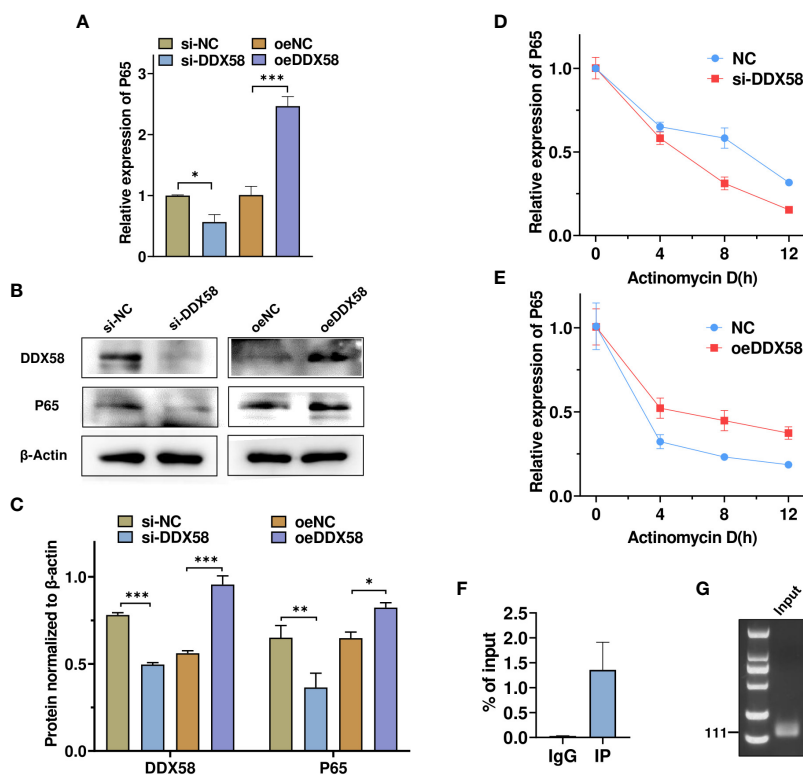 A
si-NC
oeNC
si-DDX58
oeDDX58
Relative expression of P65
3
2
1
0
*
***
B
si-NC
si-DDX58
oeNC
oeDDX58
DDX58
P65
β-Actin
C
si-NC
oeNC
si-DDX58
oeDDX58
Protein normalized to β-actin
1.0
0.5
0.0
***
***
**
*
DDX58
P65
D
Relative expression of P65
1.0
0.5
0.0
NC
si-DDX58
0
4
8
12
Actinomycin D(h)
E
Relative expression of P65
1.0
0.5
0.0
NC
oeDDX58
0
4
8
12
Actinomycin D(h)
F
% of input
2.5
2.0
1.5
1.0
0.5
0.0
IgG
IP
G
Input
111